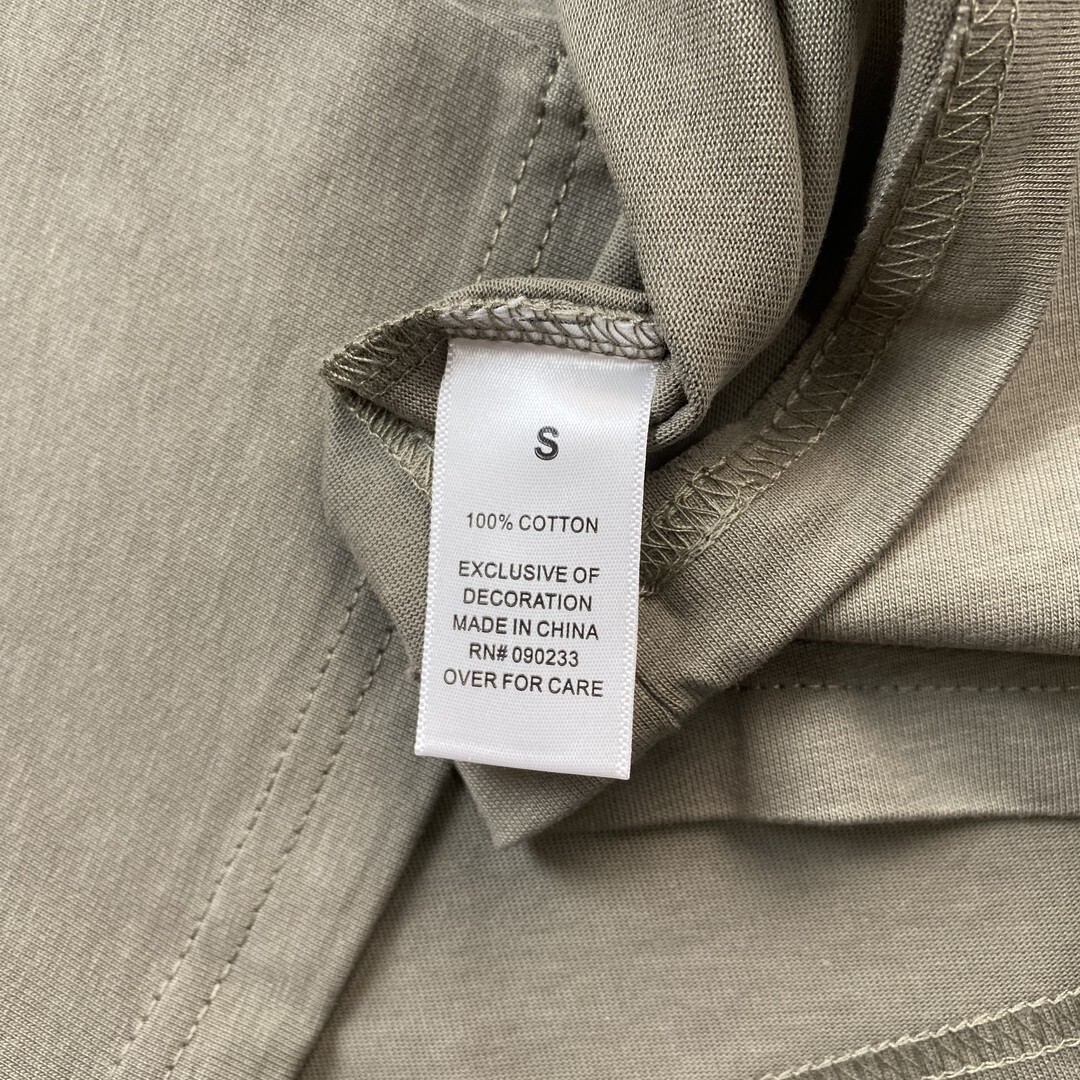 S
100% COTTON
EXCLUSIVE OF
DECORATION
MADE IN CHINA
RN# 090233
OVER FOR CARE